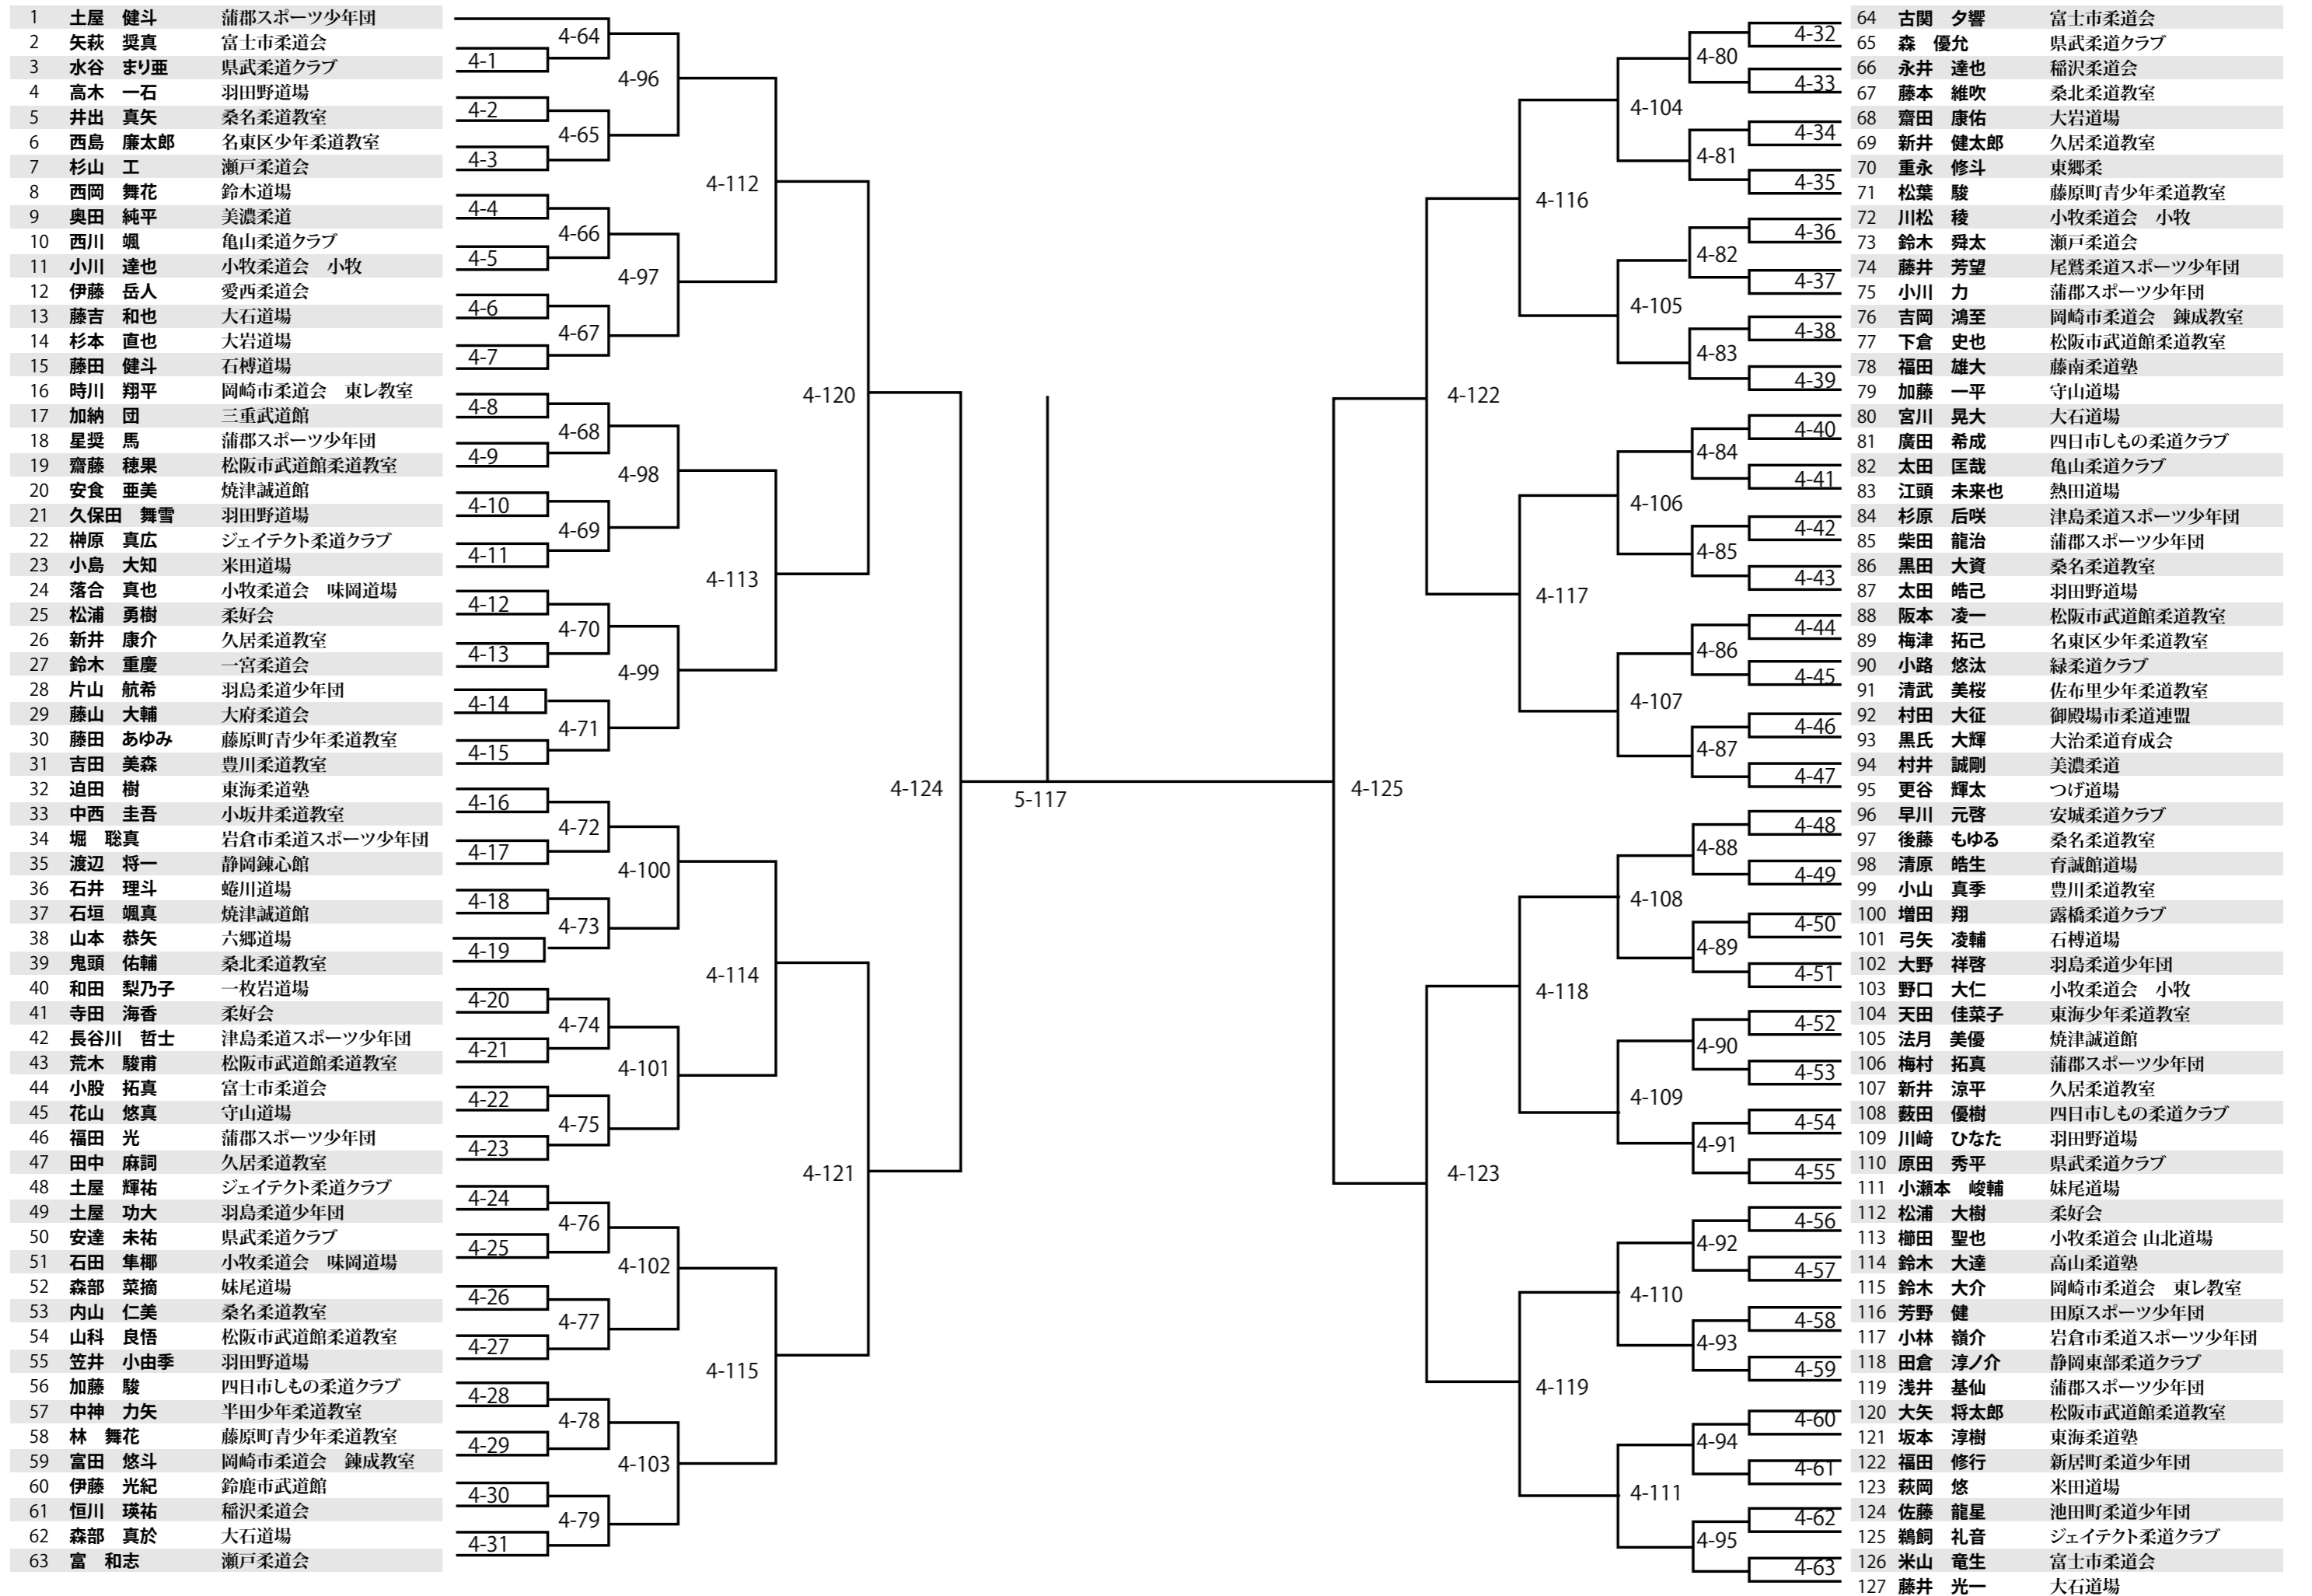 1 土屋　健斗 蒲郡スポーツ少年団
2 矢萩　奨真 富士市柔道会
3 水谷　まり亜 県武柔道クラブ
4 高木　一石 羽田野道場
5 井出　真矢 桑名柔道教室
6 西島　廉太郎 名東区少年柔道教室
7 杉山　工 瀬戸柔道会
8 西岡　舞花 鈴木道場
9 奥田　純平 美濃柔道
10 西川　颯 亀山柔道クラブ
11 小川　達也 小牧柔道会　小牧
12 伊藤　岳人 愛西柔道会
13 藤吉　和也 大石道場
14 杉本　直也 大岩道場
15 藤田　健斗 石榑道場
16 時川　翔平 岡崎市柔道会　東レ教室
17 加納　団 三重武道館
18 星奨　馬 蒲郡スポーツ少年団
19 齋藤　穂果 松阪市武道館柔道教室
20 安食　亜美 焼津誠道館
21 久保田　舞雪 羽田野道場
22 榊原　真広 ジェイテクト柔道クラブ
23 小島　大知 米田道場
24 落合　真也 小牧柔道会　味岡道場
25 松浦　勇樹 柔好会
26 新井　康介 久居柔道教室
27 鈴木　重慶 一宮柔道会
28 片山　航希 羽島柔道少年団
29 藤山　大輔 大府柔道会
30 藤田　あゆみ 藤原町青少年柔道教室
31 吉田　美森 豊川柔道教室
32 迫田　樹 東海柔道塾
33 中西　圭吾 小坂井柔道教室
34 堀　聡真 岩倉市柔道スポーツ少年団
35 渡辺　将一 静岡錬心館
36 石井　理斗 蜷川道場
37 石垣　颯真 焼津誠道館
38 山本　恭矢 六郷道場
39 鬼頭　佑輔 桑北柔道教室
40 和田　梨乃子 一枚岩道場
41 寺田　海香 柔好会
42 長谷川　哲士 津島柔道スポーツ少年団
43 荒木　駿甫 松阪市武道館柔道教室
44 小股　拓真 富士市柔道会
45 花山　悠真 守山道場
46 福田　光 蒲郡スポーツ少年団
47 田中　麻詞 久居柔道教室
48 土屋　輝祐 ジェイテクト柔道クラブ
49 土屋　功大 羽島柔道少年団
50 安達　未祐 県武柔道クラブ
51 石田　隼椰 小牧柔道会　味岡道場
52 森部　菜摘 妹尾道場
53 内山　仁美 桑名柔道教室
54 山科　良悟 松阪市武道館柔道教室
55 笠井　小由季 羽田野道場
56 加藤　駿 四日市しもの柔道クラブ
57 中神　力矢 半田少年柔道教室
58 林　舞花 藤原町青少年柔道教室
59 富田　悠斗 岡崎市柔道会　錬成教室
60 伊藤　光紀 鈴鹿市武道館
61 恒川　瑛祐 稲沢柔道会
62 森部　真於 大石道場
63 富　和志 瀬戸柔道会
4-1
4-2
4-3
4-4
4-5
4-6
4-7
4-8
4-9
4-10
4-11
4-12
4-13
4-14
4-15
4-16
4-17
4-18
4-19
4-20
4-21
4-22
4-23
4-24
4-25
4-26
4-27
4-28
4-29
4-30
4-31
4-64
4-65
4-66
4-67
4-68
4-69
4-70
4-71
4-72
4-73
4-74
4-75
4-76
4-77
4-78
4-79
4-96
4-97
4-98
4-99
4-100
4-101
4-102
4-103
4-112
4-113
4-114
4-115
4-120
4-121
4-124
5-117
4-125
4-122
4-123
4-116
4-117
4-118
4-119
4-104
4-105
4-106
4-107
4-108
4-109
4-110
4-111
4-80
4-81
4-82
4-83
4-84
4-85
4-86
4-87
4-88
4-89
4-90
4-91
4-92
4-93
4-94
4-95
4-32
4-33
4-34
4-35
4-36
4-37
4-38
4-39
4-40
4-41
4-42
4-43
4-44
4-45
4-46
4-47
4-48
4-49
4-50
4-51
4-52
4-53
4-54
4-55
4-56
4-57
4-58
4-59
4-60
4-61
4-62
4-63
64 古関　夕響 富士市柔道会
65 森　優允 県武柔道クラブ
66 永井　達也 稲沢柔道会
67 藤本　維吹 桑北柔道教室
68 齋田　康佑 大岩道場
69 新井　健太郎 久居柔道教室
70 重永　修斗 東郷柔
71 松葉　駿 藤原町青少年柔道教室
72 川松　稜 小牧柔道会　小牧
73 鈴木　舜太 瀬戸柔道会
74 藤井　芳望 尾鷲柔道スポーツ少年団
75 小川　力 蒲郡スポーツ少年団
76 吉岡　鴻至 岡崎市柔道会　錬成教室
77 下倉　史也 松阪市武道館柔道教室
78 福田　雄大 藤南柔道塾
79 加藤　一平 守山道場
80 宮川　晃大 大石道場
81 廣田　希成 四日市しもの柔道クラブ
82 太田　匡哉 亀山柔道クラブ
83 江頭　未来也 熱田道場
84 杉原　后咲 津島柔道スポーツ少年団
85 柴田　龍治 蒲郡スポーツ少年団
86 黒田　大資 桑名柔道教室
87 太田　皓己 羽田野道場
88 阪本　凌一 松阪市武道館柔道教室
89 梅津　拓己 名東区少年柔道教室
90 小路　悠汰 緑柔道クラブ
91 清武　美桜 佐布里少年柔道教室
92 村田　大征 御殿場市柔道連盟
93 黒氏　大輝 大治柔道育成会
94 村井　誠剛 美濃柔道
95 更谷　輝太 つげ道場
96 早川　元啓 安城柔道クラブ
97 後藤　もゆる 桑名柔道教室
98 清原　皓生 育誠館道場
99 小山　真季 豊川柔道教室
100 増田　翔 露橋柔道クラブ
101 弓矢　凌輔 石榑道場
102 大野　祥啓 羽島柔道少年団
103 野口　大仁 小牧柔道会　小牧
104 天田　佳菜子 東海少年柔道教室
105 法月　美優 焼津誠道館
106 梅村　拓真 蒲郡スポーツ少年団
107 新井　涼平 久居柔道教室
108 薮田　優樹 四日市しもの柔道クラブ
109 川﨑　ひなた 羽田野道場
110 原田　秀平 県武柔道クラブ
111 小瀬本　峻輔 妹尾道場
112 松浦　大樹 柔好会
113 櫛田　聖也 小牧柔道会 山北道場
114 鈴木　大達 高山柔道塾
115 鈴木　大介 岡崎市柔道会　東レ教室
116 芳野　健 田原スポーツ少年団
117 小林　嶺介 岩倉市柔道スポーツ少年団
118 田倉　淳ノ介 静岡東部柔道クラブ
119 浅井　基仙 蒲郡スポーツ少年団
120 大矢　将太郎 松阪市武道館柔道教室
121 坂本　淳樹 東海柔道塾
122 福田　修行 新居町柔道少年団
123 萩岡　悠 米田道場
124 佐藤　龍星 池田町柔道少年団
125 鵜飼　礼音 ジェイテクト柔道クラブ
126 米山　竜生 富士市柔道会
127 藤井　光一 大石道場